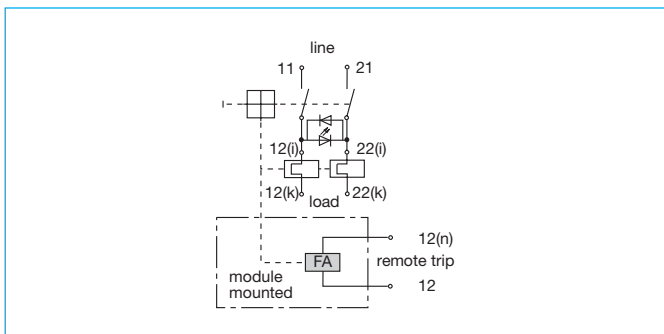 line
11 21
12(i) 22(i)
12(k) 22(k)
load
12(n)
FA remote trip
module
mounted
12